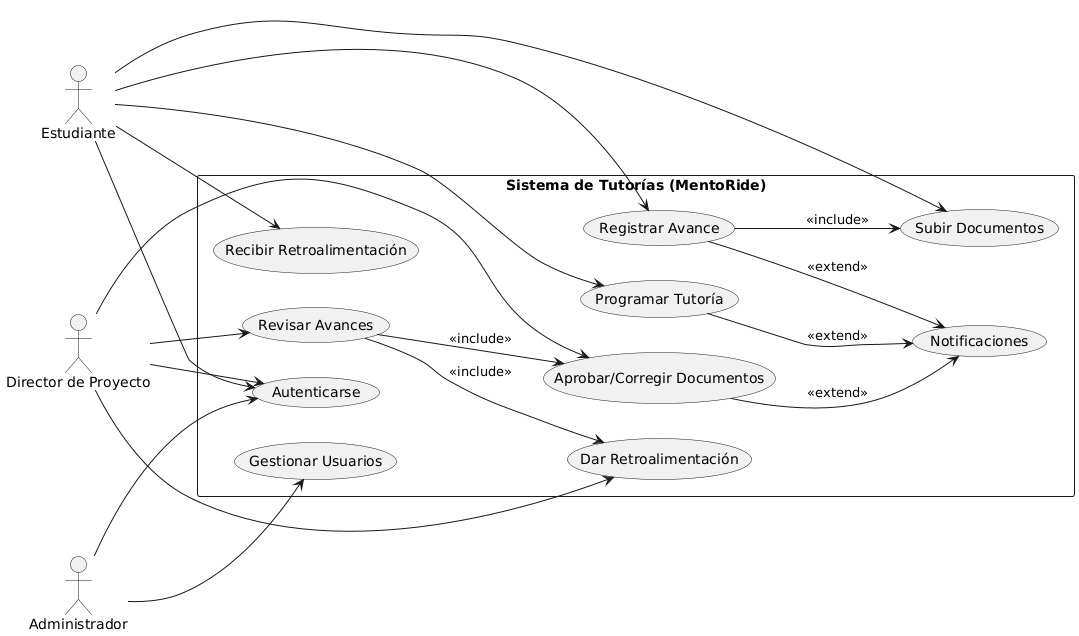 Estudiante
Sistema de Tutorías (MentoRide)
Registrar Avance
«include»
Subir Documentos
Recibir Retroalimentación
«extend»
Programar Tutoría
Revisar Avances
«include»
«extend»
Notificaciones
Director de Proyecto
«include»
Aprobar/Corregir Documentos
Autenticarse
«extend»
Gestionar Usuarios
Dar Retroalimentación
Administrador